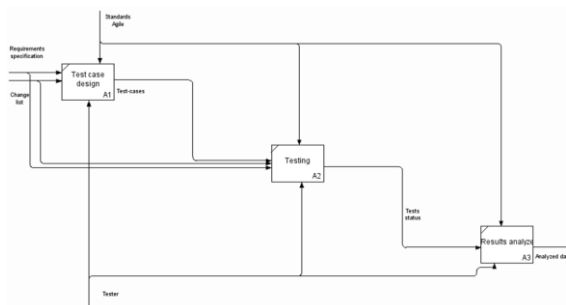 Standards
Agile
Requirements
specification
Change
list
Test case
design
A1
Test-cases
Testing
A2
Tests
status
Results analyze
A3
Analyzed da
Tester